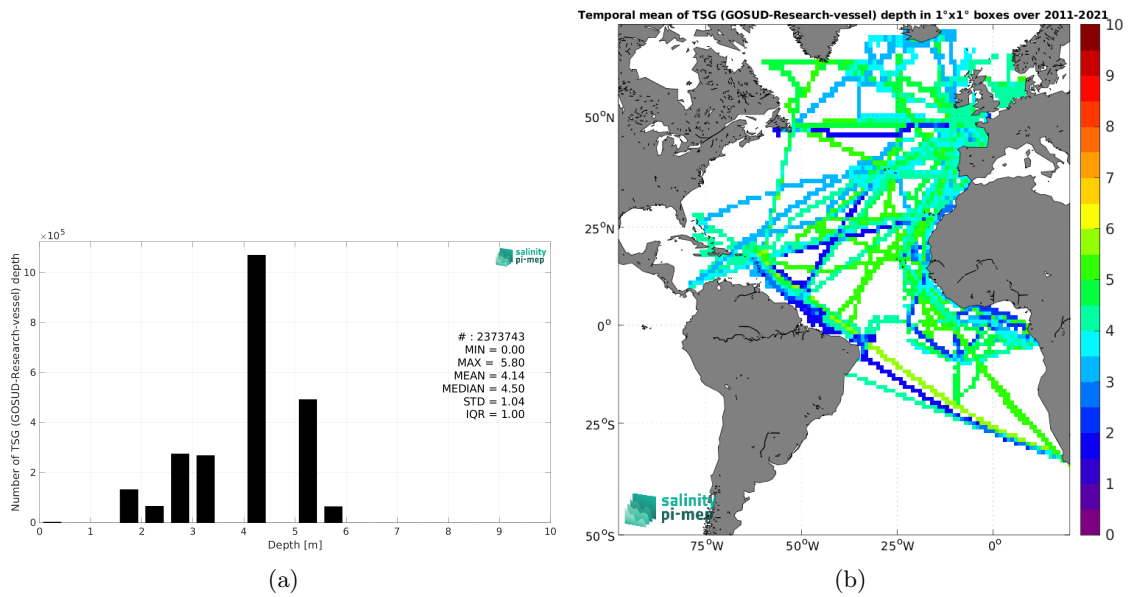 ×10⁵
Number of TSG (GOSUD-Research-vessel) depth
10
8
6
4
2
0
0 1 2 3 4 5 6 7 8 9 10
Depth [m]
salinity
pi-mep
# : 2373743
MIN = 0.00
MAX = 5.80
MEAN = 4.14
MEDIAN = 4.50
STD = 1.04
IQR = 1.00
(a)
Temporal mean of TSG (GOSUD-Research-vessel) depth in 1°x1° boxes over 2011-2021
50°N
25°N
0°
25°S
50°S
75°W 50°W 25°W 0°
salinity
pi-mep
10
9
8
7
6
5
4
3
2
1
0
(b)